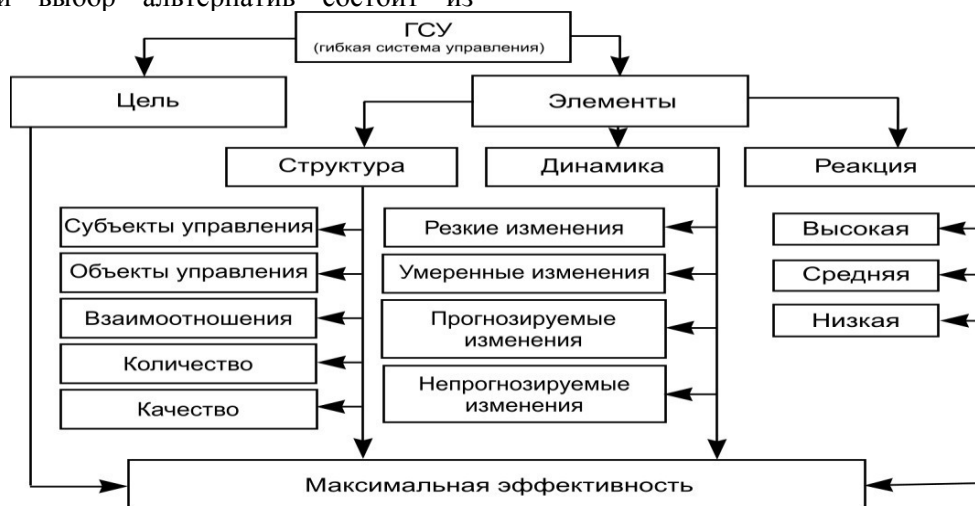 и выбор альтернатив состоит из
ГСУ
(гибкая система управления)
Цель
Элементы
Структура
Динамика
Реакция
Субъекты управления
Объекты управления
Взаимоотношения
Количество
Качество
Резкие изменения
Умеренные изменения
Прогнозируемые
изменения
Непрогнозируемые
изменения
Высокая
Средняя
Низкая
Максимальная эффективность